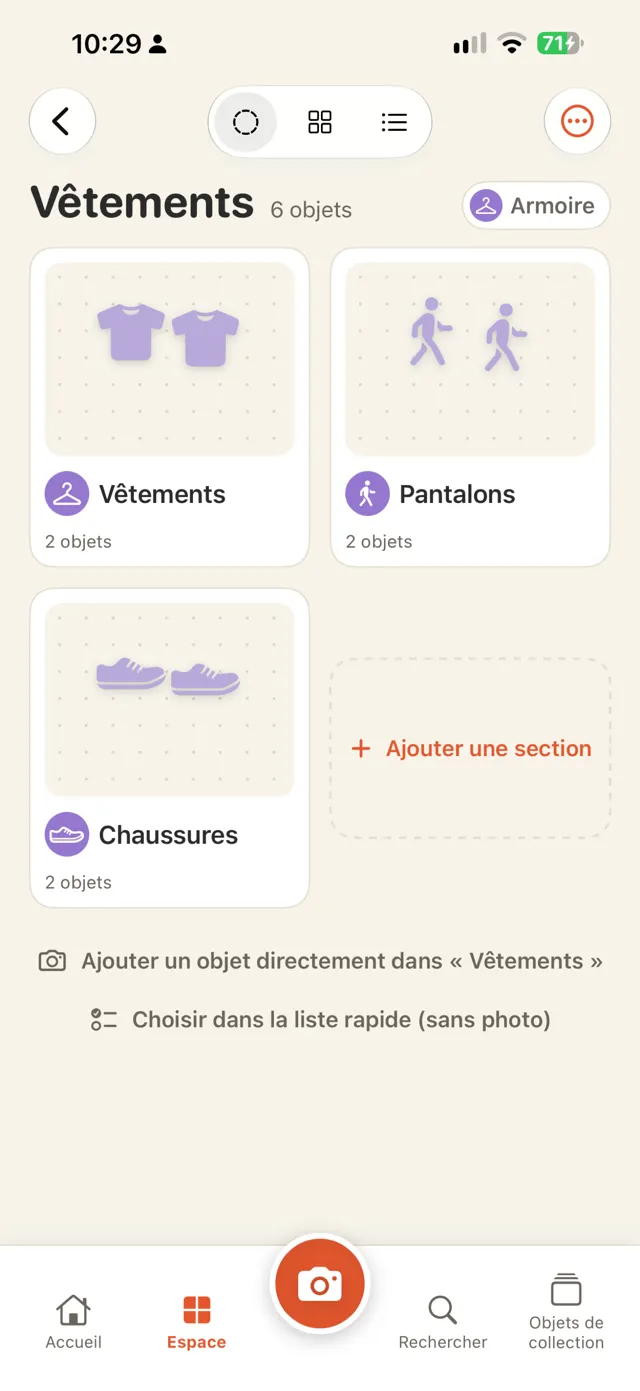 10:29
71
Vêtements 6 objets
Armoire
Vêtements
2 objets
Pantalons
2 objets
Chaussures
2 objets
+ Ajouter une section
Ajouter un objet directement dans « Vêtements »
Choisir dans la liste rapide (sans photo)
Accueil
Espace
Rechercher
Objets de
collection